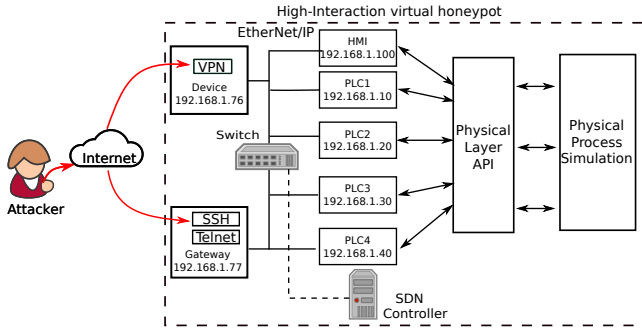 High-Interaction virtual honeypot
EtherNet/IP
VPN
Device
192.168.1.76
HMI
192.168.1.100
PLC1
192.168.1.10
Switch
PLC2
192.168.1.20
Physical
Layer
API
Physical
Process
Simulation
Internet
Attacker
SSH
Telnet
Gateway
192.168.1.77
PLC3
192.168.1.30
PLC4
192.168.1.40
SDN
Controller